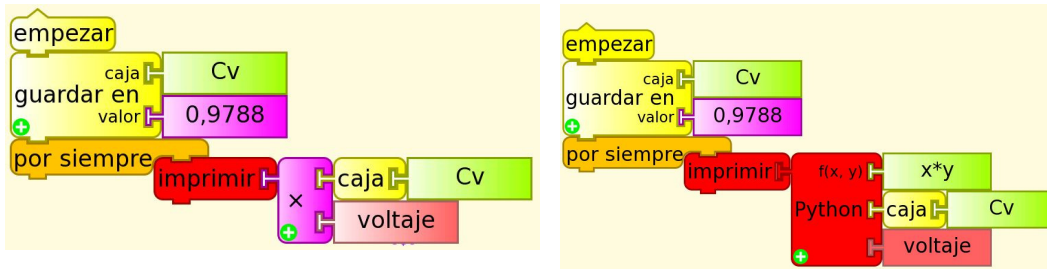 empezar
caja Cv
guardar en
valor 0,9788
por siempre
imprimir × caja Cv
voltaje
empezar
caja Cv
guardar en
valor 0,9788
por siempre
imprimir f(x, y) x*y
Python caja Cv
voltaje